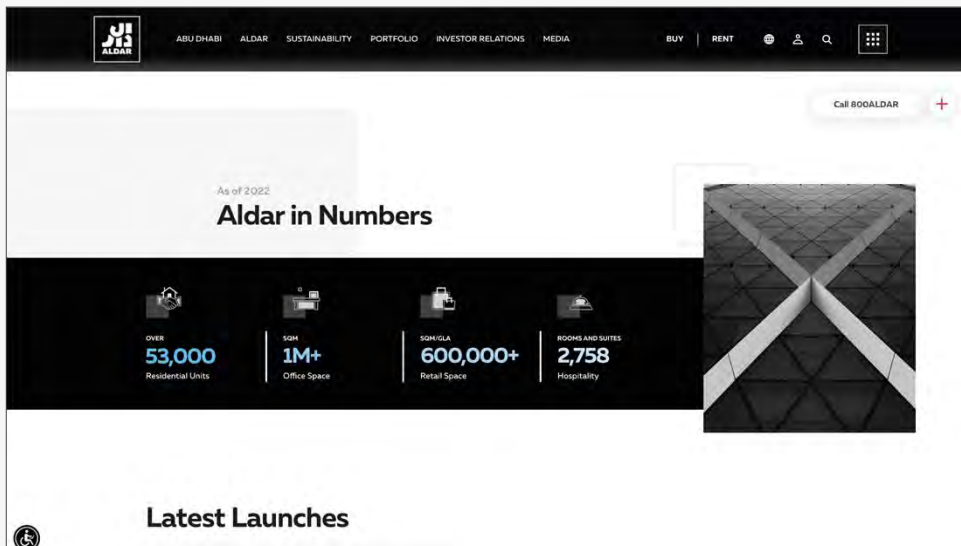 الدار
ALDAR
ABU DHABI ALDAR SUSTAINABILITY PORTFOLIO INVESTOR RELATIONS MEDIA BUY RENT
Call 800ALDAR
As of 2022
Aldar in Numbers
OVER
53,000
Residential Units
SQM
1M+
Office Space
SQM/GLA
600,000+
Retail Space
ROOMS AND SUITES
2,758
Hospitality
Latest Launches